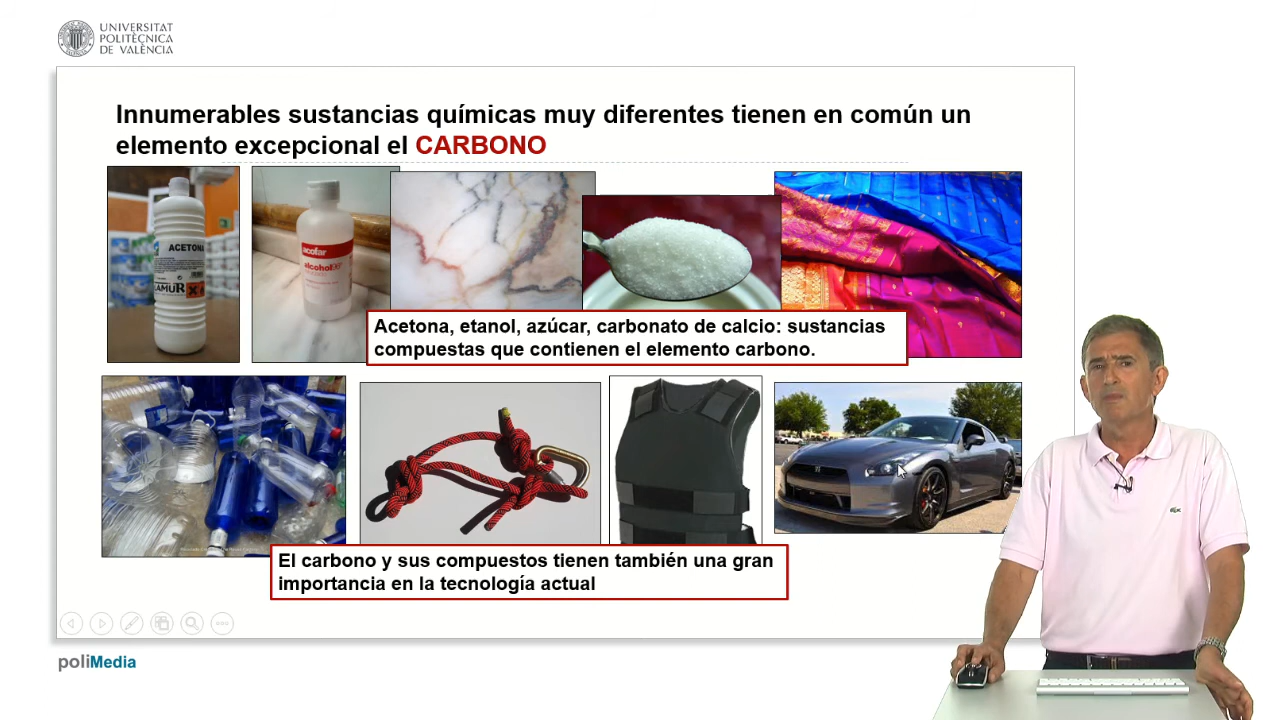 UNIVERSITAT
POLITÈCNICA
DE VALÈNCIA
Innumerables sustancias químicas muy diferentes tienen en común un
elemento excepcional el CARBONO
ACETONA
LAMUR
acofar
alcohol
Acetona, etanol, azúcar, carbonato de calcio: sustancias
compuestas que contienen el elemento carbono.
El carbono y sus compuestos tienen también una gran
importancia en la tecnología actual
poliMedia